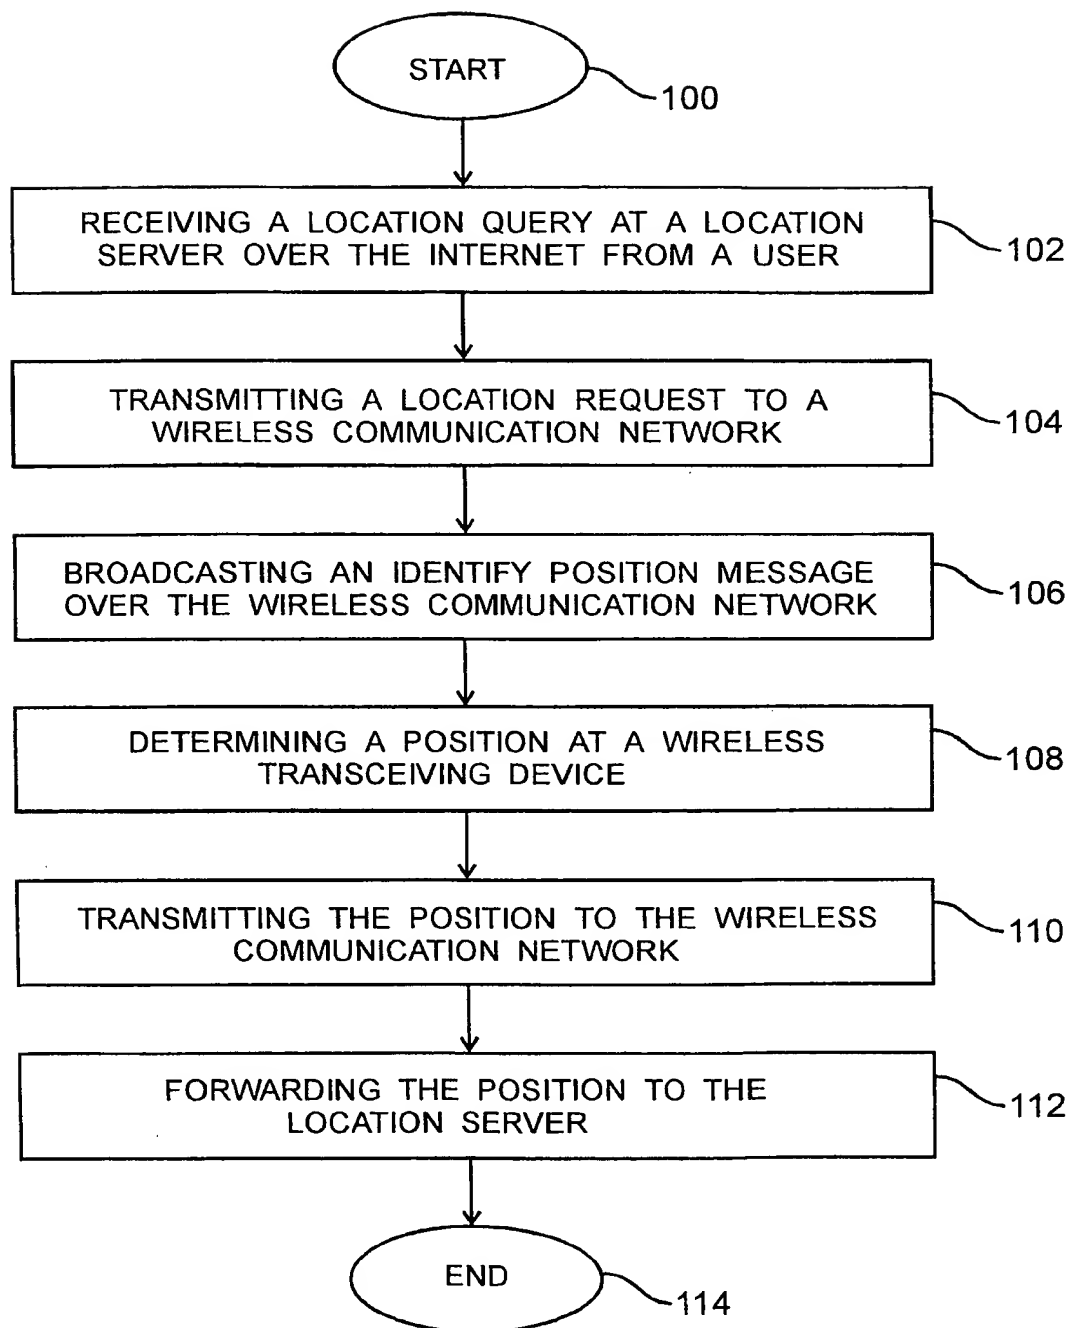 START
100
RECEIVING A LOCATION QUERY AT A LOCATION
SERVER OVER THE INTERNET FROM A USER
102
TRANSMITTING A LOCATION REQUEST TO A
WIRELESS COMMUNICATION NETWORK
104
BROADCASTING AN IDENTIFY POSITION MESSAGE
OVER THE WIRELESS COMMUNICATION NETWORK
106
DETERMINING A POSITION AT A WIRELESS
TRANSCEIVING DEVICE
108
TRANSMITTING THE POSITION TO THE WIRELESS
COMMUNICATION NETWORK
110
FORWARDING THE POSITION TO THE
LOCATION SERVER
112
END
114